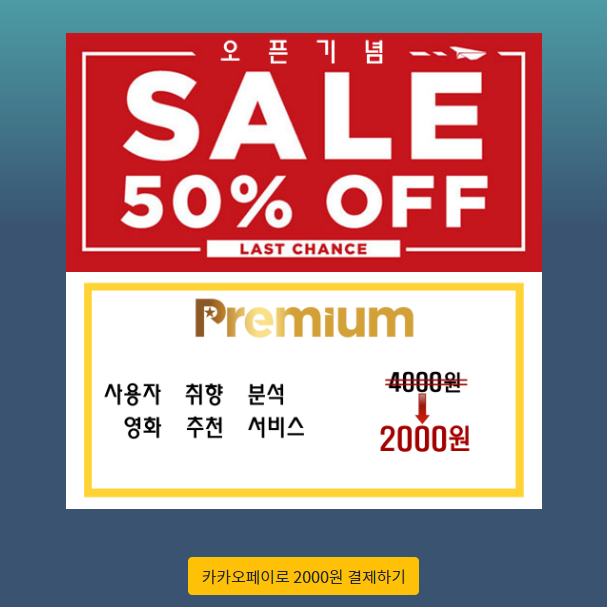 오픈기념
SALE
50% OFF
LAST CHANCE
Premium
사용자 취향 분석
영화 추천 서비스
4000원
2000원
카카오페이로 2000원 결제하기